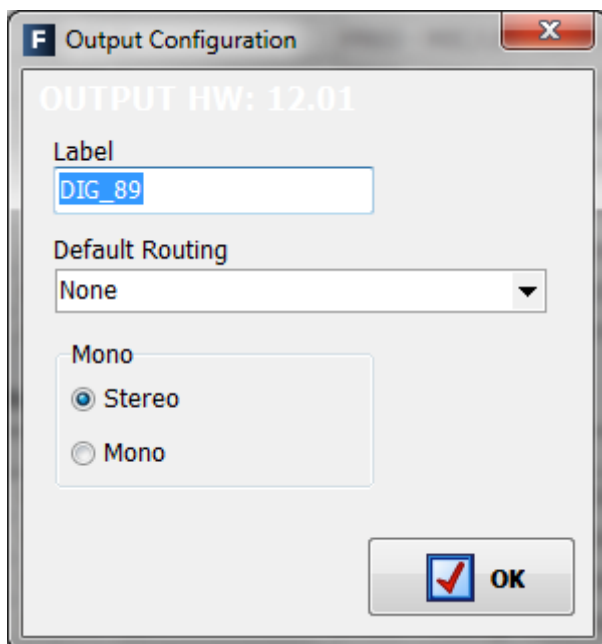 F Output Configuration
OUTPUT HW: 12.01
Label
DIG_89
Default Routing
None
Mono
Stereo
Mono
OK